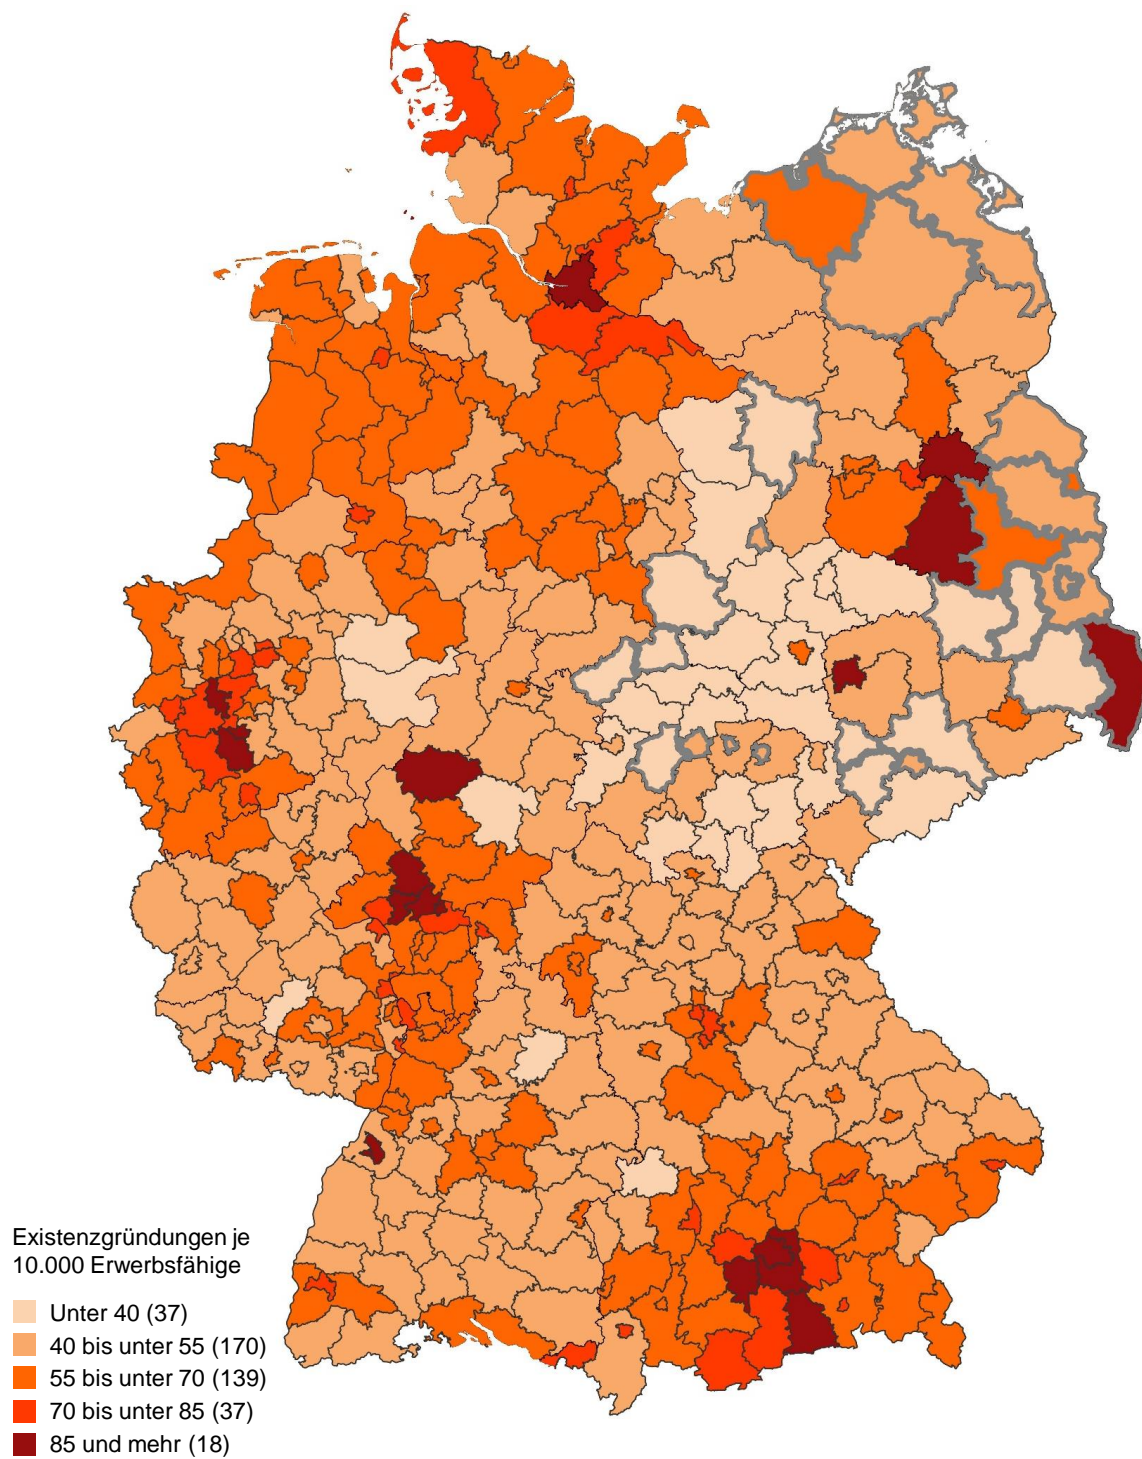 Existenzgründungen je
10.000 Erwerbsfähige
Unter 40 (37)
40 bis unter 55 (170)
55 bis unter 70 (139)
70 bis unter 85 (37)
85 und mehr (18)